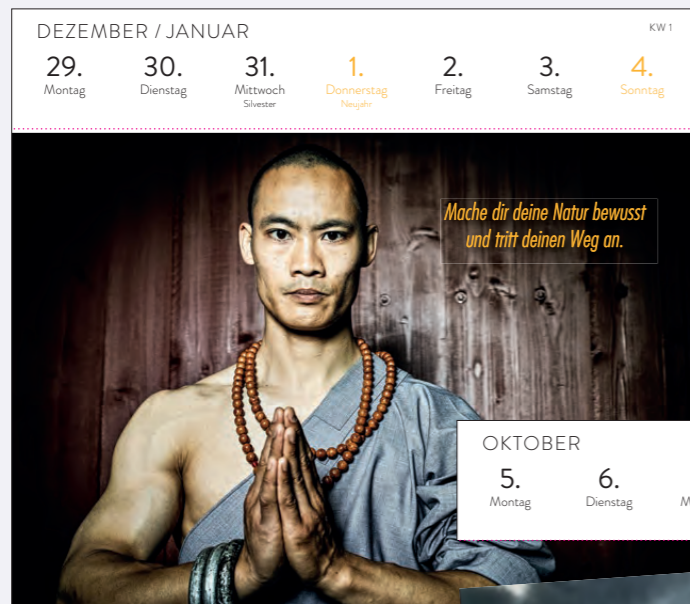 DEZEMBER / JANUAR
KW 1
29. 30. 31. 1. 2. 3. 4.
Montag Dienstag Mittwoch Donnerstag Freitag Samstag Sonntag
Silvester Neujahr
Mache dir deine Natur bewusst
und tritt deinen Weg an.
OKTOBER
5. 6.
Montag Dienstag M